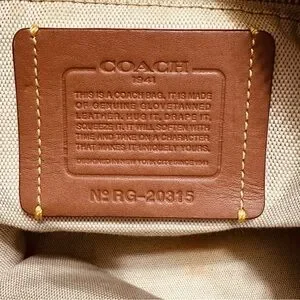 COACH
1941
THIS IS A COACH BAG. IT IS MADE
OF GENUINE GLOVETANNED
LEATHER. HUG IT, DRAPE IT,
SQUEEZE IT. IT WILL SOFTEN WITH
TIME AND TAKE ON A CHARACTER
THAT MAKES IT UNIQUELY YOURS.
DESIGNED IN NEW YORK CITY SINCE 1941
Nº RG-20315